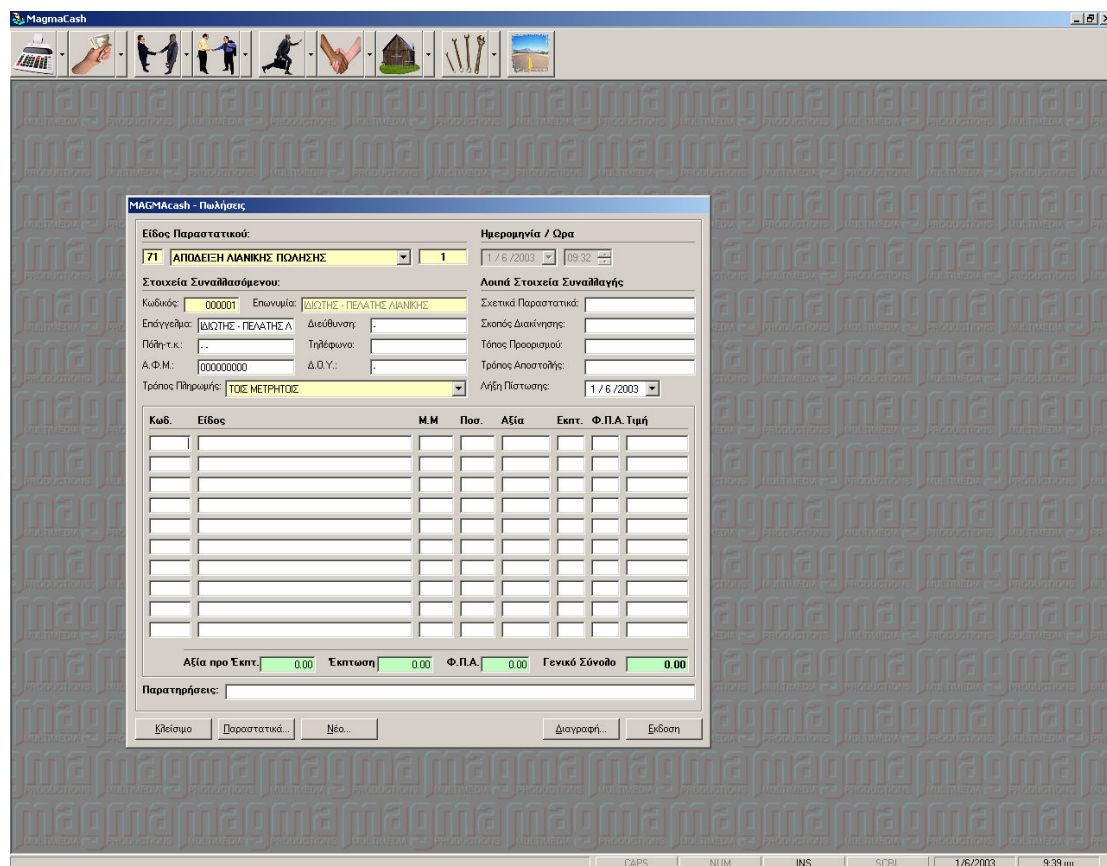 MagmaCash
MAGMAcash - Πωλήσεις
Είδος Παραστατικού: Ημερομηνία / Ωρα
71 ΑΠΟΔΕΙΞΗ ΛΙΑΝΙΚΗΣ ΠΩΛΗΣΗΣ 1 1 / 6 /2003 09:32
Στοιχεία Συναλλασόμενου: Λοιπά Στοιχεία Συναλλαγής
Κωδικός: 000001 Επωνυμία: ΙΔΙΩΤΗΣ - ΠΕΛΑΤΗΣ ΛΙΑΝΙΚΗΣ Σχετικά Παραστατικά:
Επάγγελμα: ΙΔΙΩΤΗΣ - ΠΕΛΑΤΗΣ Λ Διεύθυνση: . Σκοπός Διακίνησης:
Πόλη-τ.κ.: . . Τηλέφωνο: Τόπος Προορισμού:
Α.Φ.Μ.: 000000000 Δ.Ο.Υ.: . Τρόπος Αποστολής:
Τρόπος Πληρωμής: ΤΟΙΣ ΜΕΤΡΗΤΟΙΣ Λήξη Πίστωσης: 1 / 6 /2003
Κωδ. Είδος Μ.Μ Ποσ. Αξία Εκπτ. Φ.Π.Α. Τιμή
Αξία προ Έκπτ. 0.00 Έκπτωση 0.00 Φ.Π.Α. 0.00 Γενικό Σύνολο 0.00
Παρατηρήσεις:
Κλείσιμο Παραστατικά... Νέο... Διαγραφή... Εκδοση
CAPS NUM INS SCRL 1/6/2003 9:39 μμ